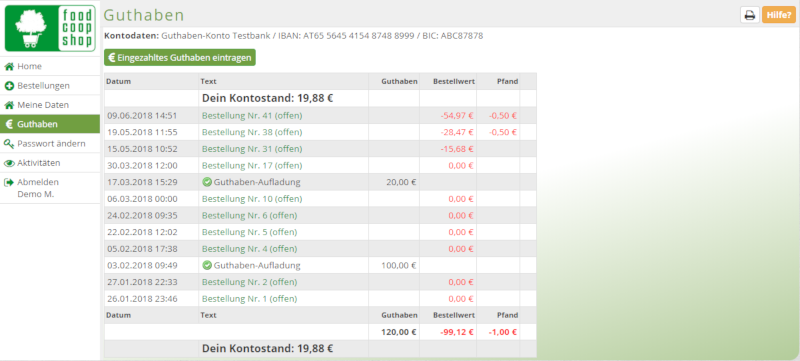 food
coop
shop
Home
Bestellungen
Meine Daten
€ Guthaben
Passwort ändern
Aktivitäten
Abmelden
Demo M.
Guthaben
Hilfe?
Kontodaten: Guthaben-Konto Testbank / IBAN: AT65 5645 4154 8748 8999 / BIC: ABC87878
€ Eingezahltes Guthaben eintragen
Datum Text Guthaben Bestellwert Pfand
Dein Kontostand: 19,88 €
09.06.2018 14:51 Bestellung Nr. 41 (offen) -54,97 € -0,50 €
19.05.2018 11:55 Bestellung Nr. 38 (offen) -28,47 € -0,50 €
15.05.2018 10:52 Bestellung Nr. 31 (offen) -15,68 €
30.03.2018 12:00 Bestellung Nr. 17 (offen) 0,00 €
17.03.2018 15:29 Guthaben-Aufladung 20,00 €
06.03.2018 00:00 Bestellung Nr. 10 (offen) 0,00 €
24.02.2018 09:35 Bestellung Nr. 6 (offen) 0,00 €
22.02.2018 12:02 Bestellung Nr. 5 (offen) 0,00 €
05.02.2018 17:38 Bestellung Nr. 4 (offen) 0,00 €
03.02.2018 09:49 Guthaben-Aufladung 100,00 €
27.01.2018 22:33 Bestellung Nr. 2 (offen) 0,00 €
26.01.2018 23:46 Bestellung Nr. 1 (offen) 0,00 €
Datum Text Guthaben Bestellwert Pfand
120,00 € -99,12 € -1,00 €
Dein Kontostand: 19,88 €